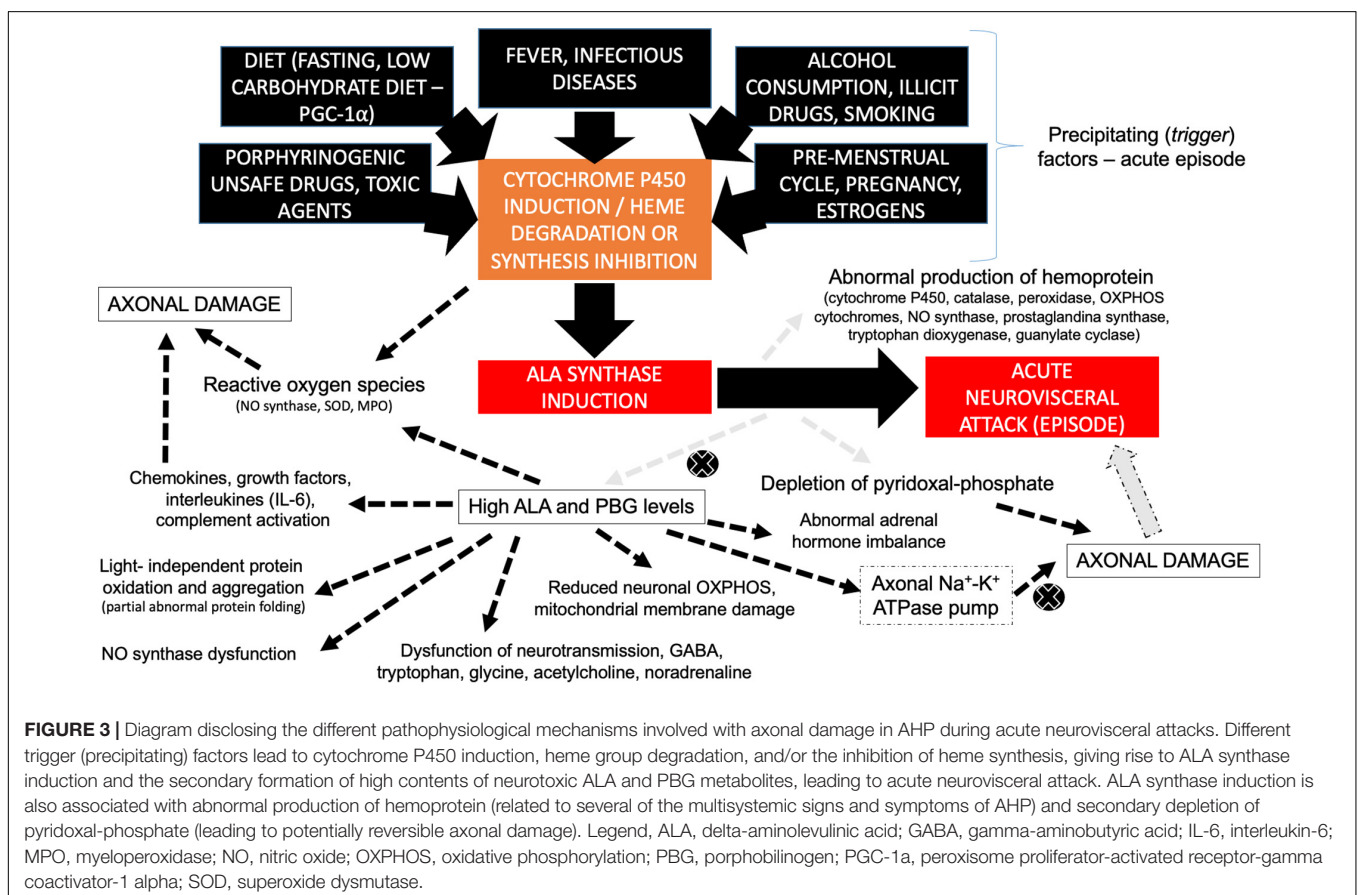 DIET (FASTING, LOW
CARBOHYDRATE DIET –
PGC-1α)
FEVER, INFECTIOUS
DISEASES
ALCOHOL
CONSUMPTION, ILLICIT
DRUGS, SMOKING
PORPHYRINOGENIC
UNSAFE DRUGS, TOXIC
AGENTS
CYTOCHROME P450
INDUCTION / HEME
DEGRADATION OR
SYNTHESIS INHIBITION
PRE-MENSTRUAL
CYCLE, PREGNANCY,
ESTROGENS
Precipitating (trigger)
factors – acute episode
Abnormal production of hemoprotein
(cytochrome P450, catalase, peroxidase, OXPHOS
cytochromes, NO synthase, prostaglandina synthase,
tryptophan dioxygenase, guanylate cyclase)
AXONAL DAMAGE
Reactive oxygen species
(NO synthase, SOD, MPO)
ALA SYNTHASE
INDUCTION
ACUTE
NEUROVISCERAL
ATTACK (EPISODE)
Chemokines, growth factors,
interleukines (IL-6),
complement activation
High ALA and PBG levels
Depletion of pyridoxal-phosphate
Abnormal adrenal
hormone imbalance
AXONAL DAMAGE
Light- independent protein
oxidation and aggregation
(partial abnormal protein folding)
Reduced neuronal OXPHOS,
mitochondrial membrane damage
Axonal Na⁺-K⁺
ATPase pump
NO synthase dysfunction
Dysfunction of neurotransmission, GABA,
tryptophan, glycine, acetylcholine, noradrenaline
FIGURE 3 | Diagram disclosing the different pathophysiological mechanisms involved with axonal damage in AHP during acute neurovisceral attacks. Different
trigger (precipitating) factors lead to cytochrome P450 induction, heme group degradation, and/or the inhibition of heme synthesis, giving rise to ALA synthase
induction and the secondary formation of high contents of neurotoxic ALA and PBG metabolites, leading to acute neurovisceral attack. ALA synthase induction is
also associated with abnormal production of hemoprotein (related to several of the multisystemic signs and symptoms of AHP) and secondary depletion of
pyridoxal-phosphate (leading to potentially reversible axonal damage). Legend, ALA, delta-aminolevulinic acid; GABA, gamma-aminobutyric acid; IL-6, interleukin-6;
MPO, myeloperoxidase; NO, nitric oxide; OXPHOS, oxidative phosphorylation; PBG, porphobilinogen; PGC-1a, peroxisome proliferator-activated receptor-gamma
coactivator-1 alpha; SOD, superoxide dysmutase.